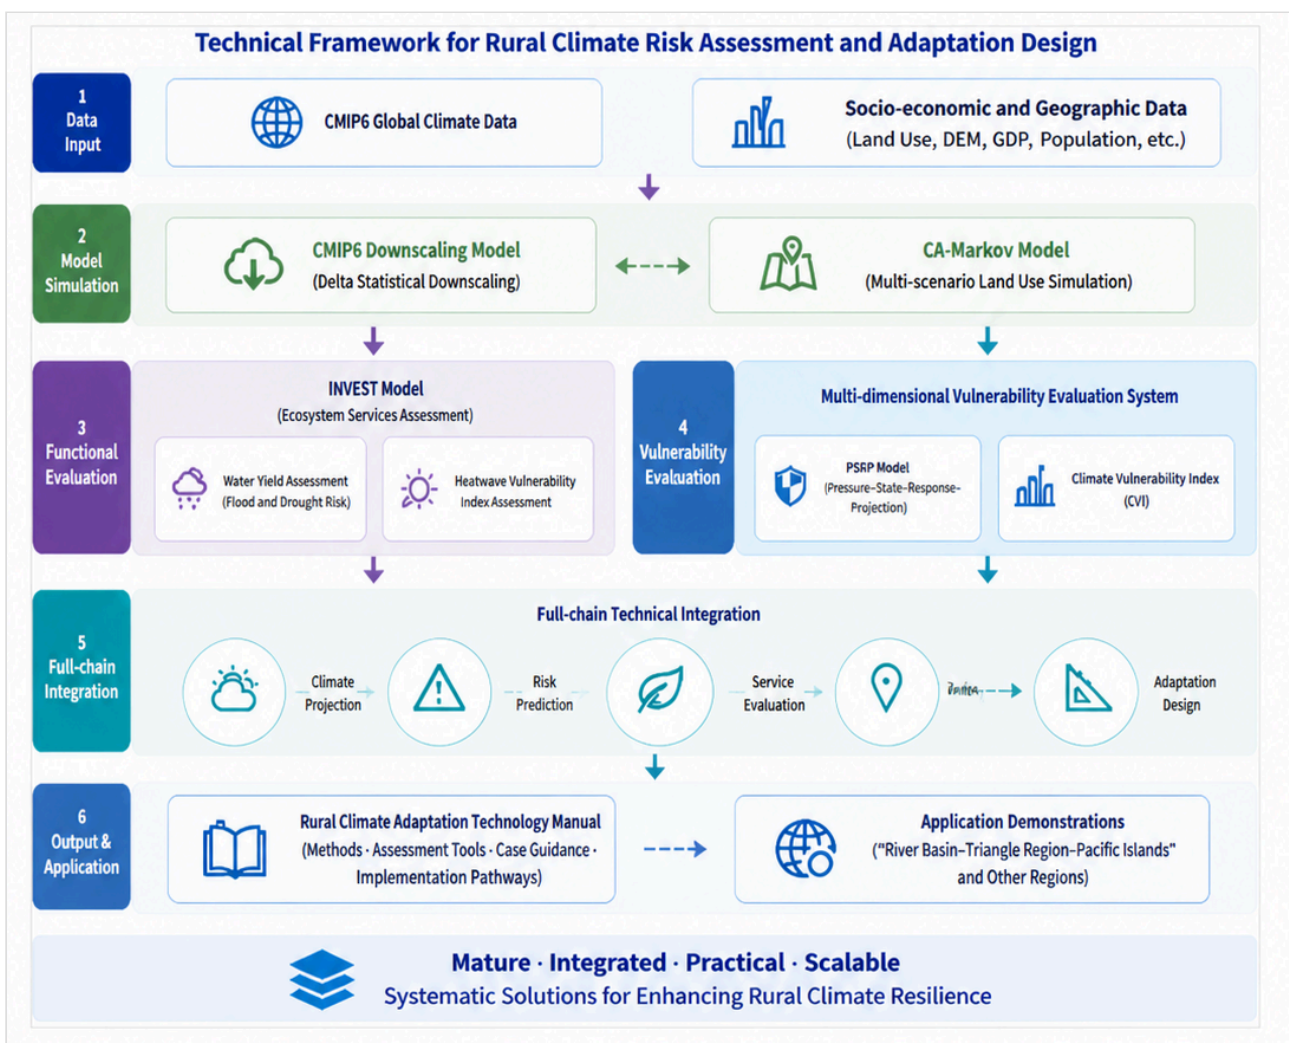 Technical Framework for Rural Climate Risk Assessment and Adaptation Design
1
Data
Input
CMIP6 Global Climate Data
Socio-economic and Geographic Data
(Land Use, DEM, GDP, Population, etc.)
2
Model
Simulation
CMIP6 Downscaling Model
(Delta Statistical Downscaling)
CA-Markov Model
(Multi-scenario Land Use Simulation)
3
Functional
Evaluation
INVEST Model
(Ecosystem Services Assessment)
Water Yield Assessment
(Flood and Drought Risk)
Heatwave Vulnerability
Index Assessment
4
Vulnerability
Evaluation
Multi-dimensional Vulnerability Evaluation System
PSRP Model
(Pressure–State–Response–
Projection)
Climate Vulnerability Index
(CVI)
5
Full-chain
Integration
Full-chain Technical Integration
Climate
Projection
Risk
Prediction
Service
Evaluation
Adaptation
Design
6
Output &
Application
Rural Climate Adaptation Technology Manual
(Methods · Assessment Tools · Case Guidance ·
Implementation Pathways)
Application Demonstrations
("River Basin–Triangle Region–Pacific Islands"
and Other Regions)
Mature · Integrated · Practical · Scalable
Systematic Solutions for Enhancing Rural Climate Resilience